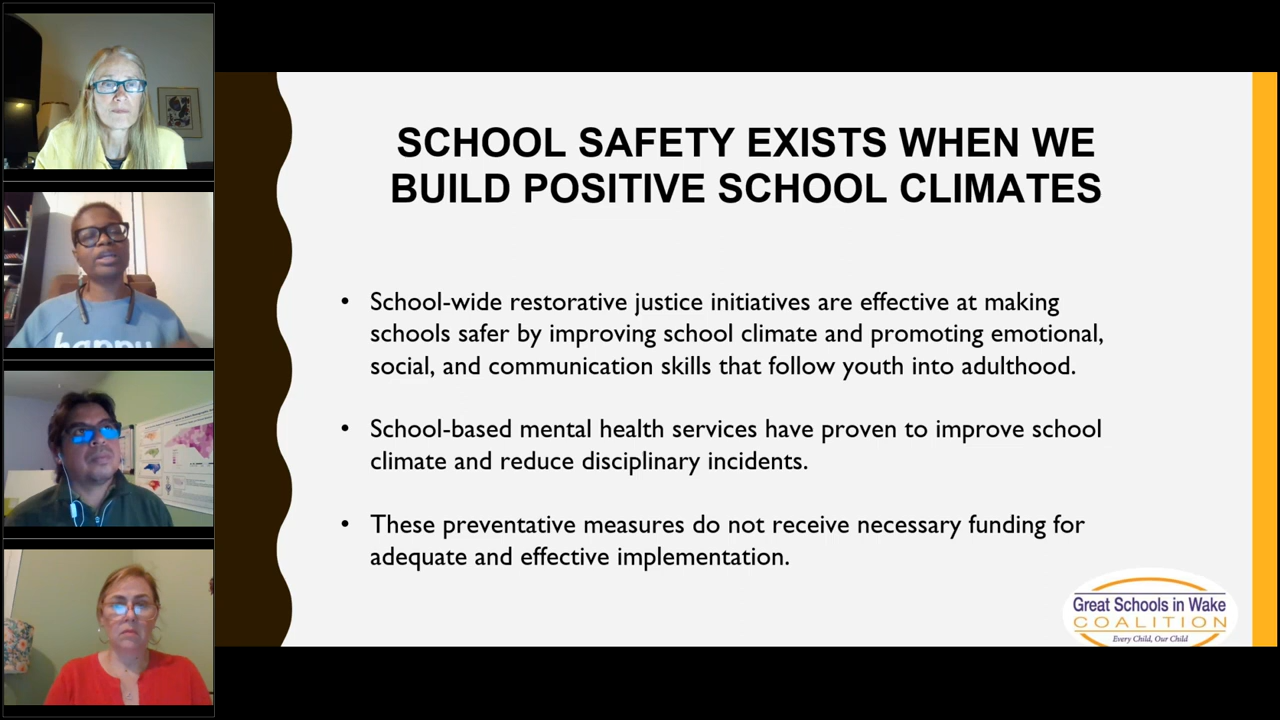 SCHOOL SAFETY EXISTS WHEN WE
BUILD POSITIVE SCHOOL CLIMATES
• School-wide restorative justice initiatives are effective at making
schools safer by improving school climate and promoting emotional,
social, and communication skills that follow youth into adulthood.
• School-based mental health services have proven to improve school
climate and reduce disciplinary incidents.
• These preventative measures do not receive necessary funding for
adequate and effective implementation.
Great Schools in Wake
COALITION
Every Child, Our Child
happy